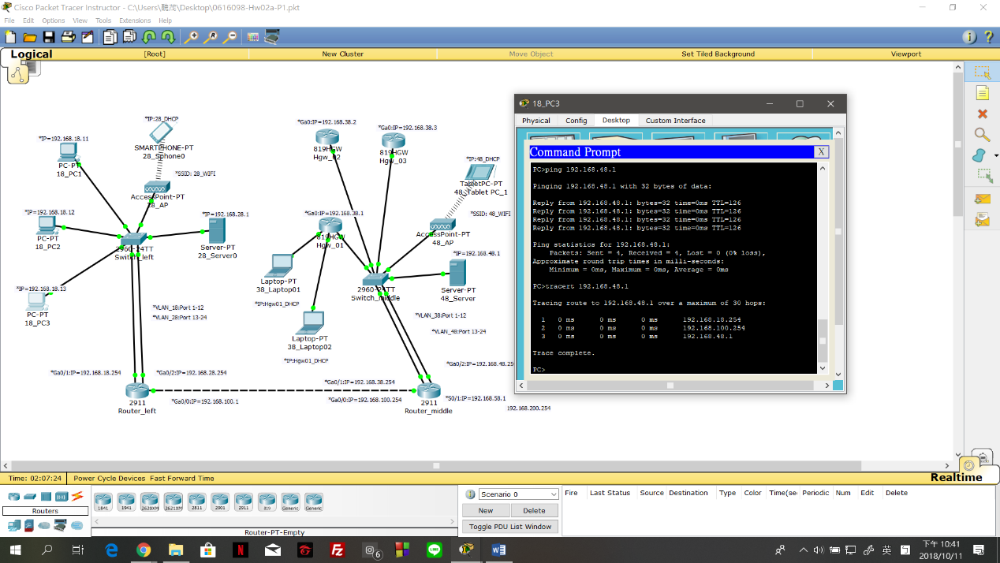 Cisco Packet Tracer Instructor - C:\Users\醜茂\Desktop\0616098-Hw02a-P1.pkt
File Edit Options View Tools Extensions Help
Logical [Root] New Cluster Move Object Set Tiled Background Viewport
*IP:28_DHCP
SMARTPHONE-PT
28_Sphone0
*IP=192.168.18.11
PC-PT
18_PC1
*SSID: 28_WIFI
AccessPoint-PT
28_AP
*IP=192.168.18.12
PC-PT
18_PC2
*IP=192.168.28.1
Server-PT
28_Server0
2960-24TT
Switch_left
*IP=192.168.18.13
PC-PT
18_PC3
*VLAN_18:Port 1-12
*VLAN_28:Port 13-24
*Ga0/1:IP=192.168.18.254
*Ga0/2:IP=192.168.28.254
2911
Router_left
*Ga0/0:IP=192.168.100.1
*Ga0:IP=192.168.38.2
819HGW
Hgw_02
*Ga0:IP=192.168.38.3
819HGW
Hgw_03
*IP:48_DHCP
TabletPC-PT
48_Tablet PC_1
*SSID: 48_WIFI
*Ga0:IP=192.168.38.1
819HGW
Hgw_01
AccessPoint-PT
48_AP
*IP=192.168.48.1
Server-PT
48_Server
Laptop-PT
38_Laptop01
*IP:Hgw01_DHCP
2960-24TT
Switch_middle
Laptop-PT
38_Laptop02
*IP:Hgw01_DHCP
*VLAN_38:Port 1-12
*VLAN_48:Port 13-24
*Ga0/2:IP=192.168.48.25
*Ga0/1:IP=192.168.38.254
*Ga0/0:IP=192.168.100.254
2911
Router_middle
*S0/1:IP=192.168.58.1
192.168.200.254
18_PC3
Physical Config Desktop Custom Interface
Command Prompt X
PC>ping 192.168.48.1
Pinging 192.168.48.1 with 32 bytes of data:
Reply from 192.168.48.1: bytes=32 time=0ms TTL=126
Reply from 192.168.48.1: bytes=32 time=0ms TTL=126
Reply from 192.168.48.1: bytes=32 time=0ms TTL=126
Reply from 192.168.48.1: bytes=32 time=0ms TTL=126
Ping statistics for 192.168.48.1:
Packets: Sent = 4, Received = 4, Lost = 0 (0% loss),
Approximate round trip times in milli-seconds:
Minimum = 0ms, Maximum = 0ms, Average = 0ms
PC>tracert 192.168.48.1
Tracing route to 192.168.48.1 over a maximum of 30 hops:
1 0 ms 0 ms 0 ms 192.168.18.254
2 0 ms 0 ms 0 ms 192.168.100.254
3 0 ms 0 ms 0 ms 192.168.48.1
Trace complete.
PC>
Realtime
Time: 02:07:24 Power Cycle Devices Fast Forward Time
Routers
1841 1941 2620XM 2621XM 2811 2901 2911 819 Generic Generic
Router-PT-Empty
Scenario 0
New Delete
Toggle PDU List Window
Fire Last Status Source Destination Type Color Time(sec Periodic Num Edit Delete
6
英
下午 10:41
2018/10/11